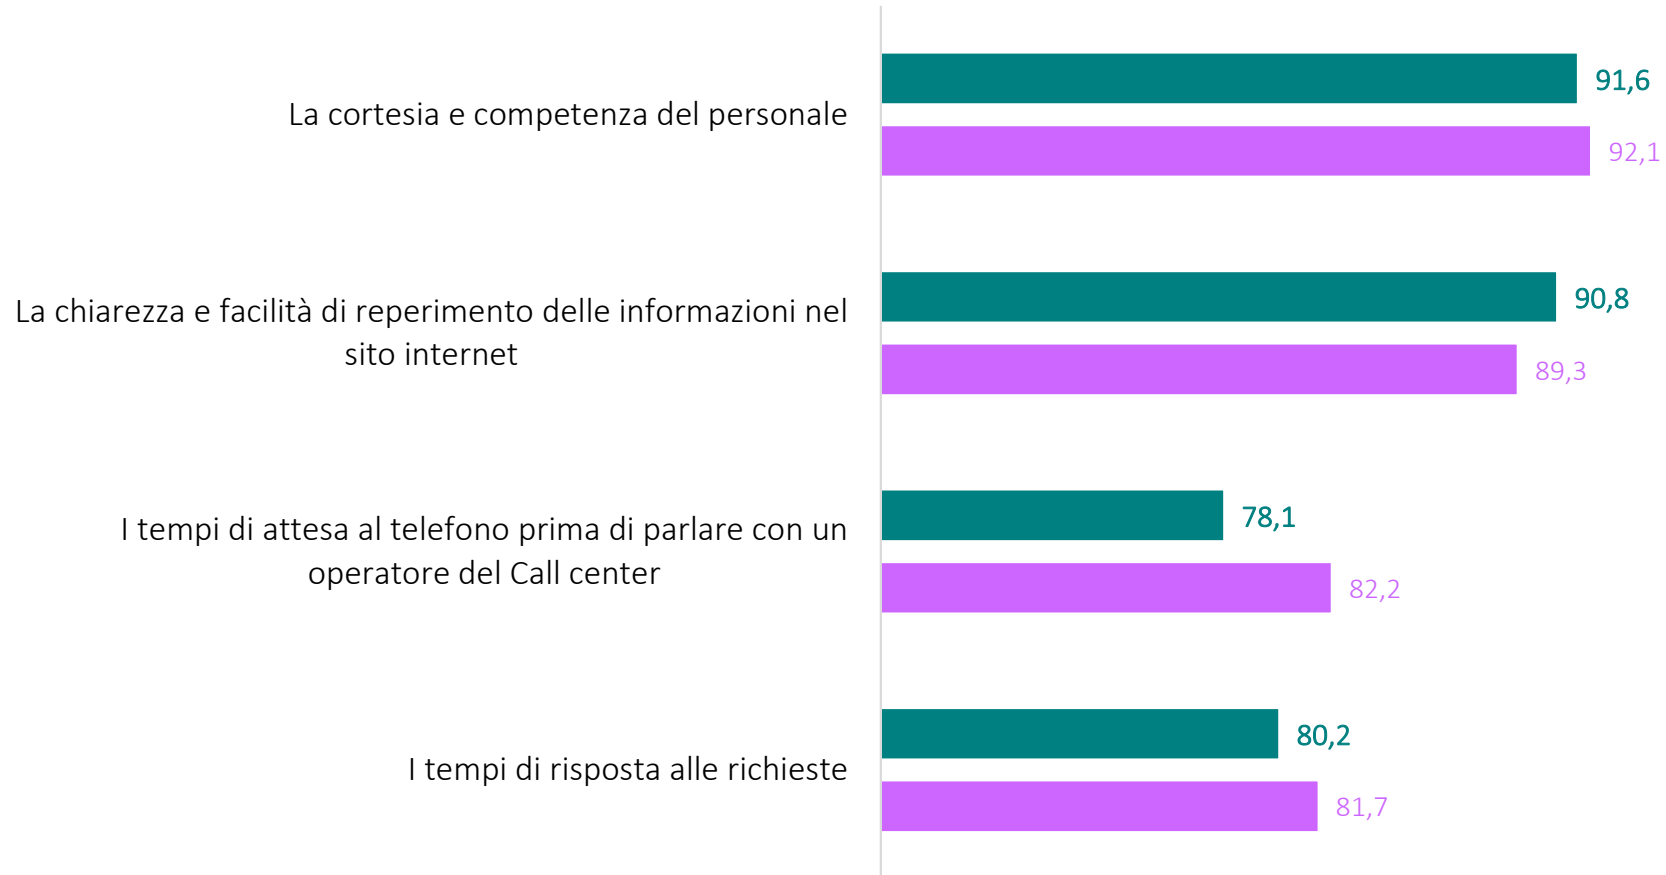 La cortesia e competenza del personale
91,6
92,1
La chiarezza e facilità di reperimento delle informazioni nel
sito internet
90,8
89,3
I tempi di attesa al telefono prima di parlare con un
operatore del Call center
78,1
82,2
I tempi di risposta alle richieste
80,2
81,7